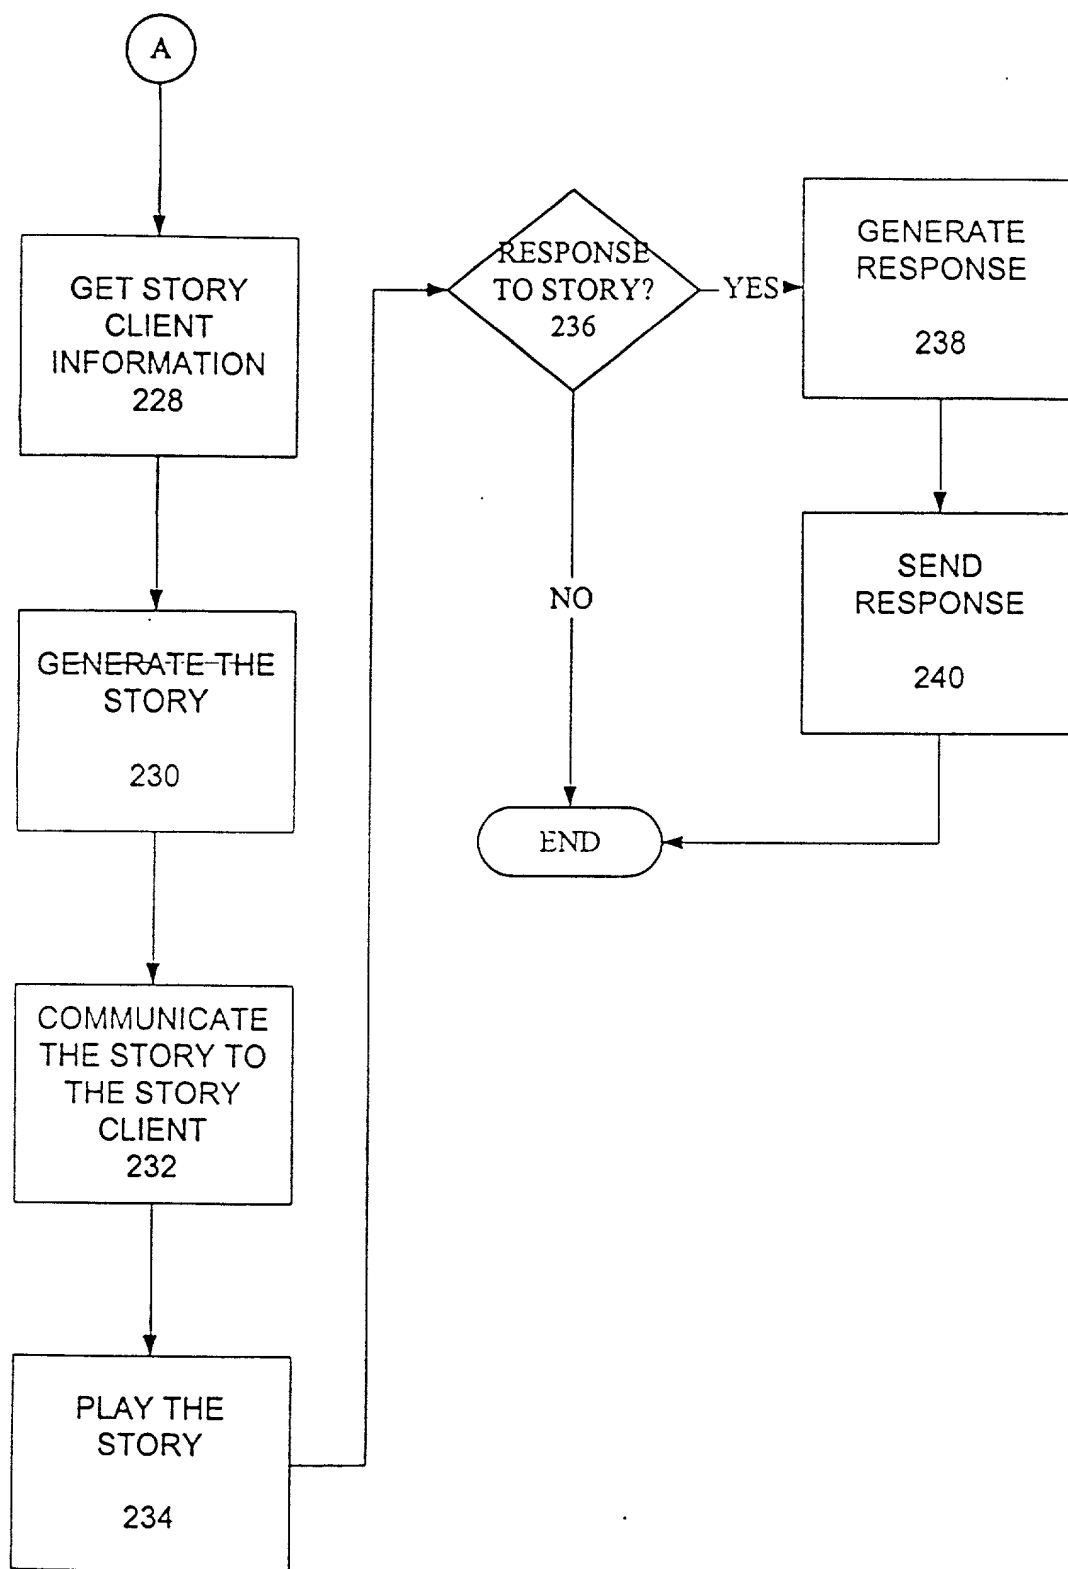 A
GET STORY
CLIENT
INFORMATION
228
GENERATE THE
STORY
230
COMMUNICATE
THE STORY TO
THE STORY
CLIENT
232
PLAY THE
STORY
234
RESPONSE
TO STORY?
236
YES
NO
GENERATE
RESPONSE
238
SEND
RESPONSE
240
END